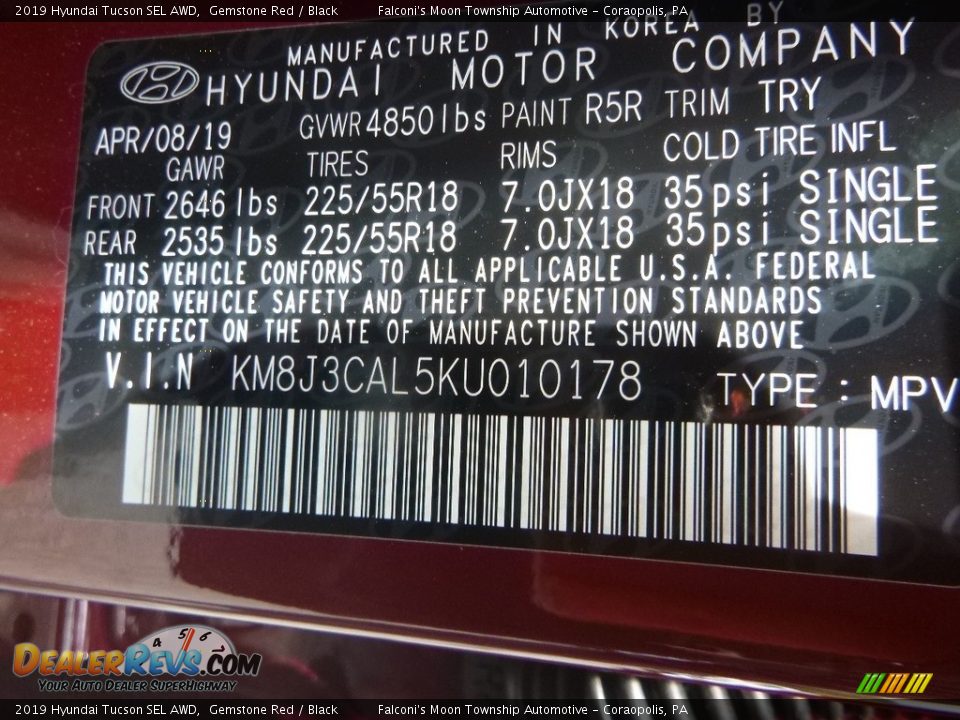 2019 Hyundai Tucson SEL AWD,  Gemstone Red / Black   Falconi's Moon Township Automotive - Coraopolis, PA
MANUFACTURED IN KOREA BY
HYUNDAI MOTOR COMPANY
APR/08/19 GVWR 4850lbs PAINT R5R TRIM TRY
GAWR TIRES RIMS COLD TIRE INFL
FRONT 2646 lbs 225/55R18 7.0JX18 35psi SINGLE
REAR 2535 lbs 225/55R18 7.0JX18 35psi SINGLE
THIS VEHICLE CONFORMS TO ALL APPLICABLE U.S.A. FEDERAL
MOTOR VEHICLE SAFETY AND THEFT PREVENTION STANDARDS
IN EFFECT ON THE DATE OF MANUFACTURE SHOWN ABOVE
V.I.N KM8J3CAL5KU010178 TYPE : MPV
4 5 6 7
DEALERREVS.COM
YOUR AUTO DEALER SUPERHIGHWAY
2019 Hyundai Tucson SEL AWD,  Gemstone Red / Black   Falconi's Moon Township Automotive - Coraopolis, PA